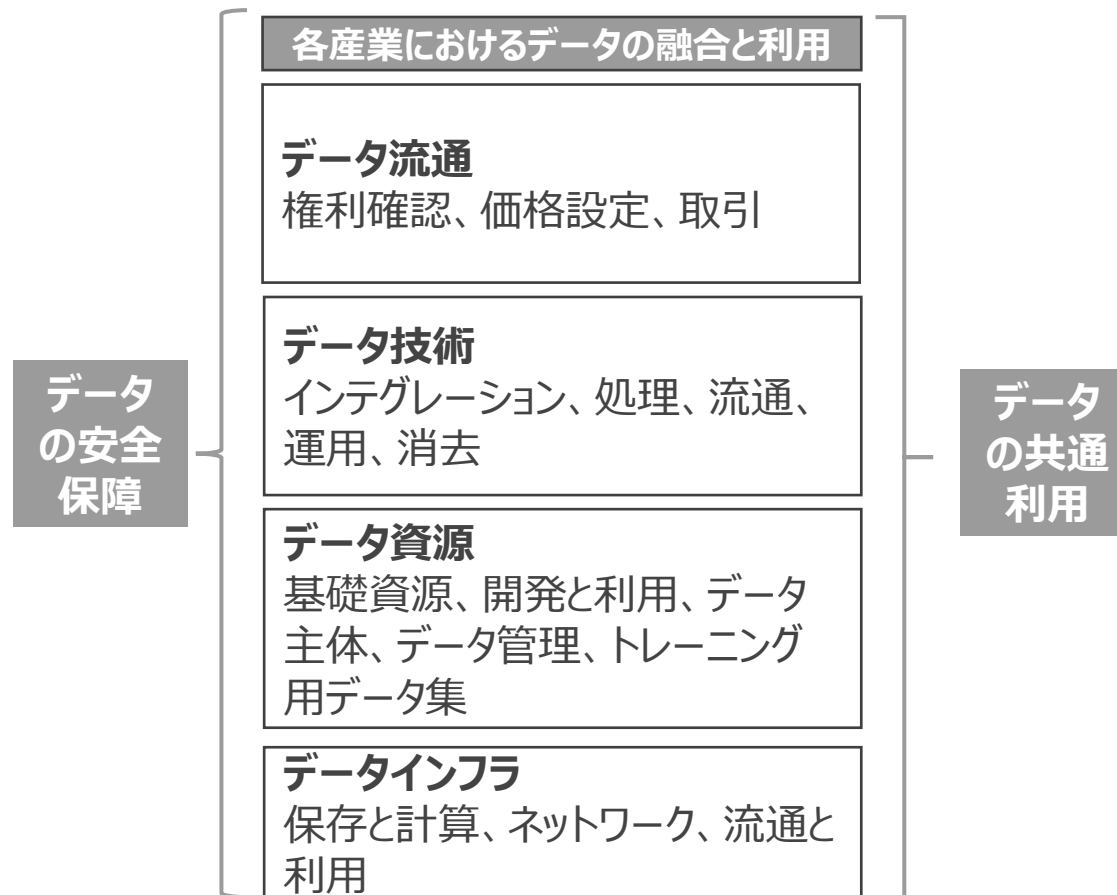 各産業におけるデータの融合と利用
データ流通
権利確認、価格設定、取引
データ技術
インテグレーション、処理、流通、
運用、消去
データ資源
基礎資源、開発と利用、データ
主体、データ管理、トレーニング
用データ集
データインフラ
保存と計算、ネットワーク、流通と
利用
データ
の安全
保障
データ
の共通
利用